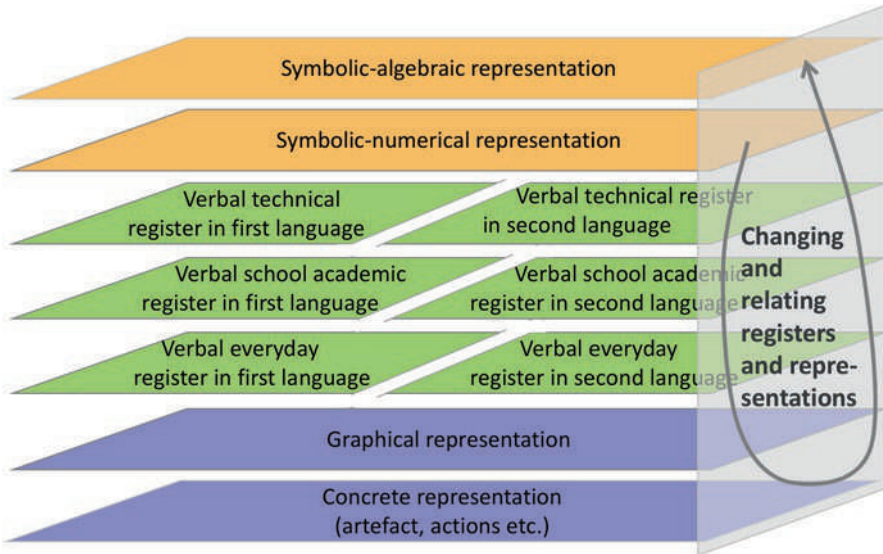 Symbolic-algebraic representation
Symbolic-numerical representation
Verbal technical
register in first language
Verbal technical register
in second language
Verbal school academic
register in first language
Verbal school academic
register in second language
Verbal everyday
register in first language
Verbal everyday
register in second language
Graphical representation
Concrete representation
(artefact, actions etc.)
Changing
and
relating
registers
and repre-
sentations